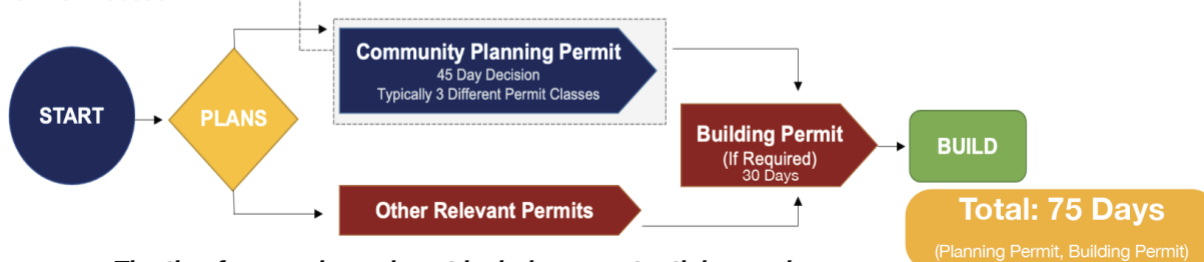 START
PLANS
Community Planning Permit
45 Day Decision
Typically 3 Different Permit Classes
Other Relevant Permits
Building Permit
(If Required)
30 Days
BUILD
Total: 75 Days
(Planning Permit, Building Permit)